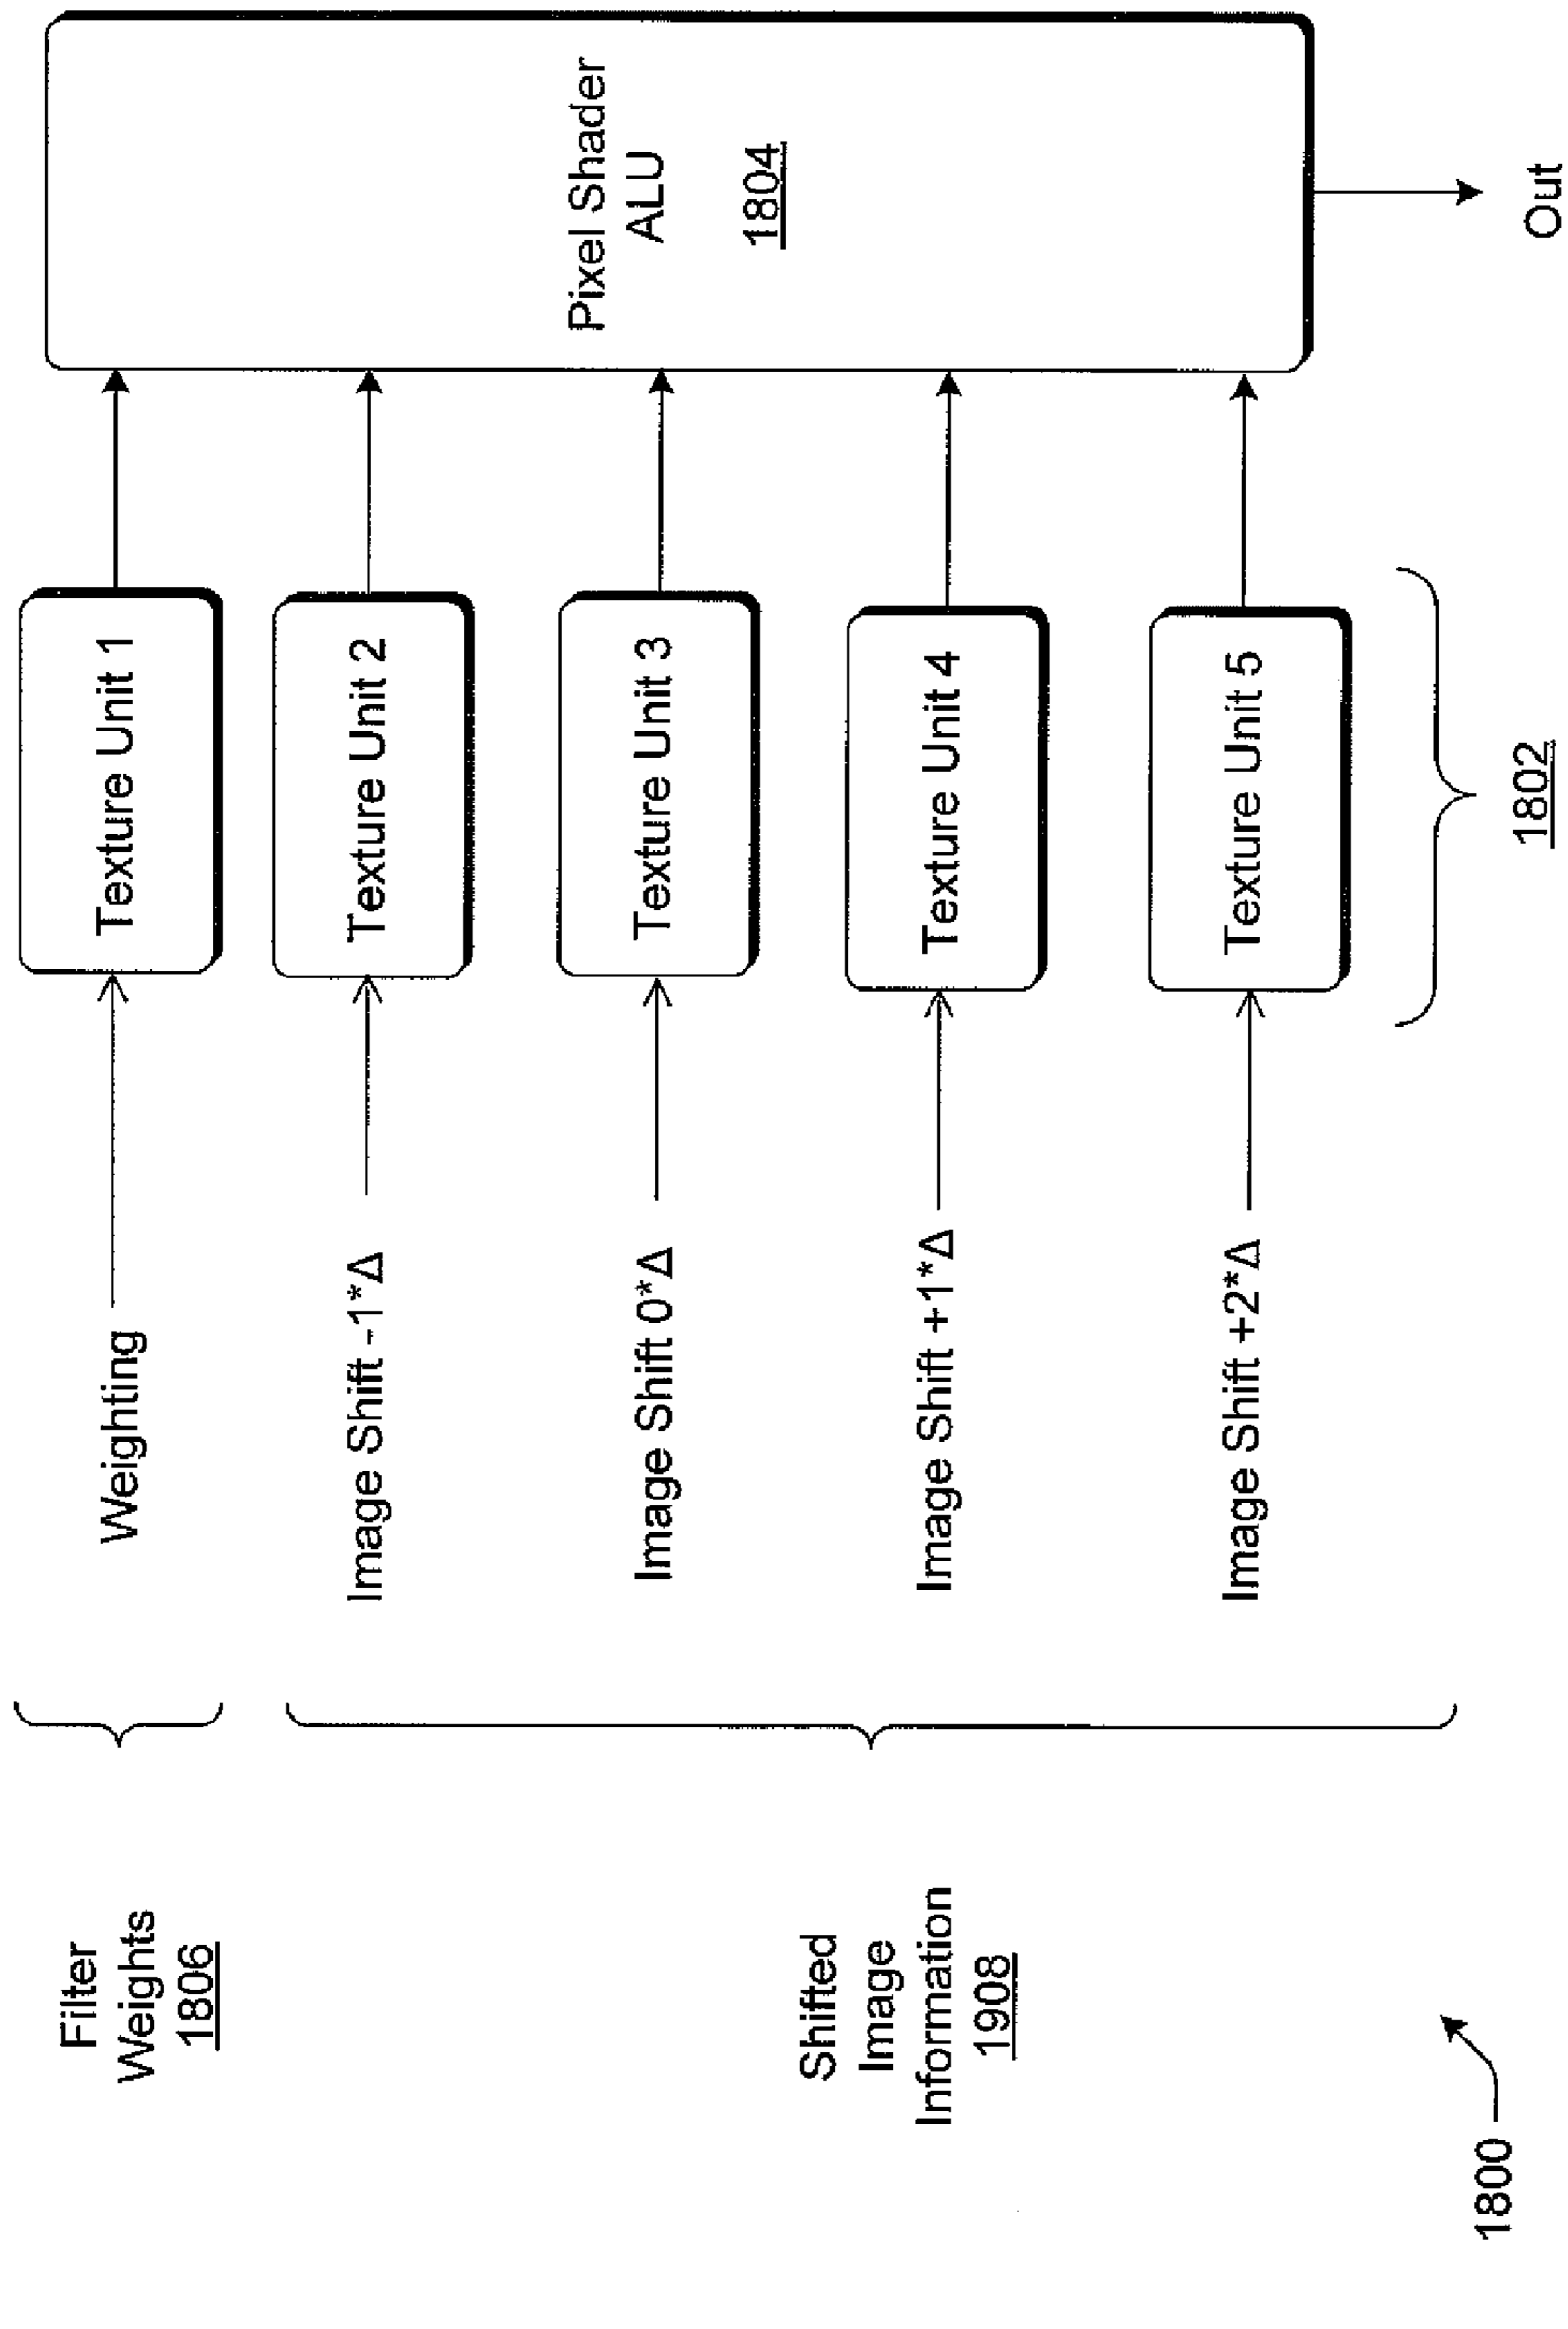 Filter
Weights
1806
Weighting
Texture Unit 1
Shifted
Image
Information
1908
Image Shift -1*Δ
Texture Unit 2
Image Shift 0*Δ
Texture Unit 3
Image Shift +1*Δ
Texture Unit 4
Image Shift +2*Δ
Texture Unit 5
Pixel Shader
ALU
1804
1802
Out
1800